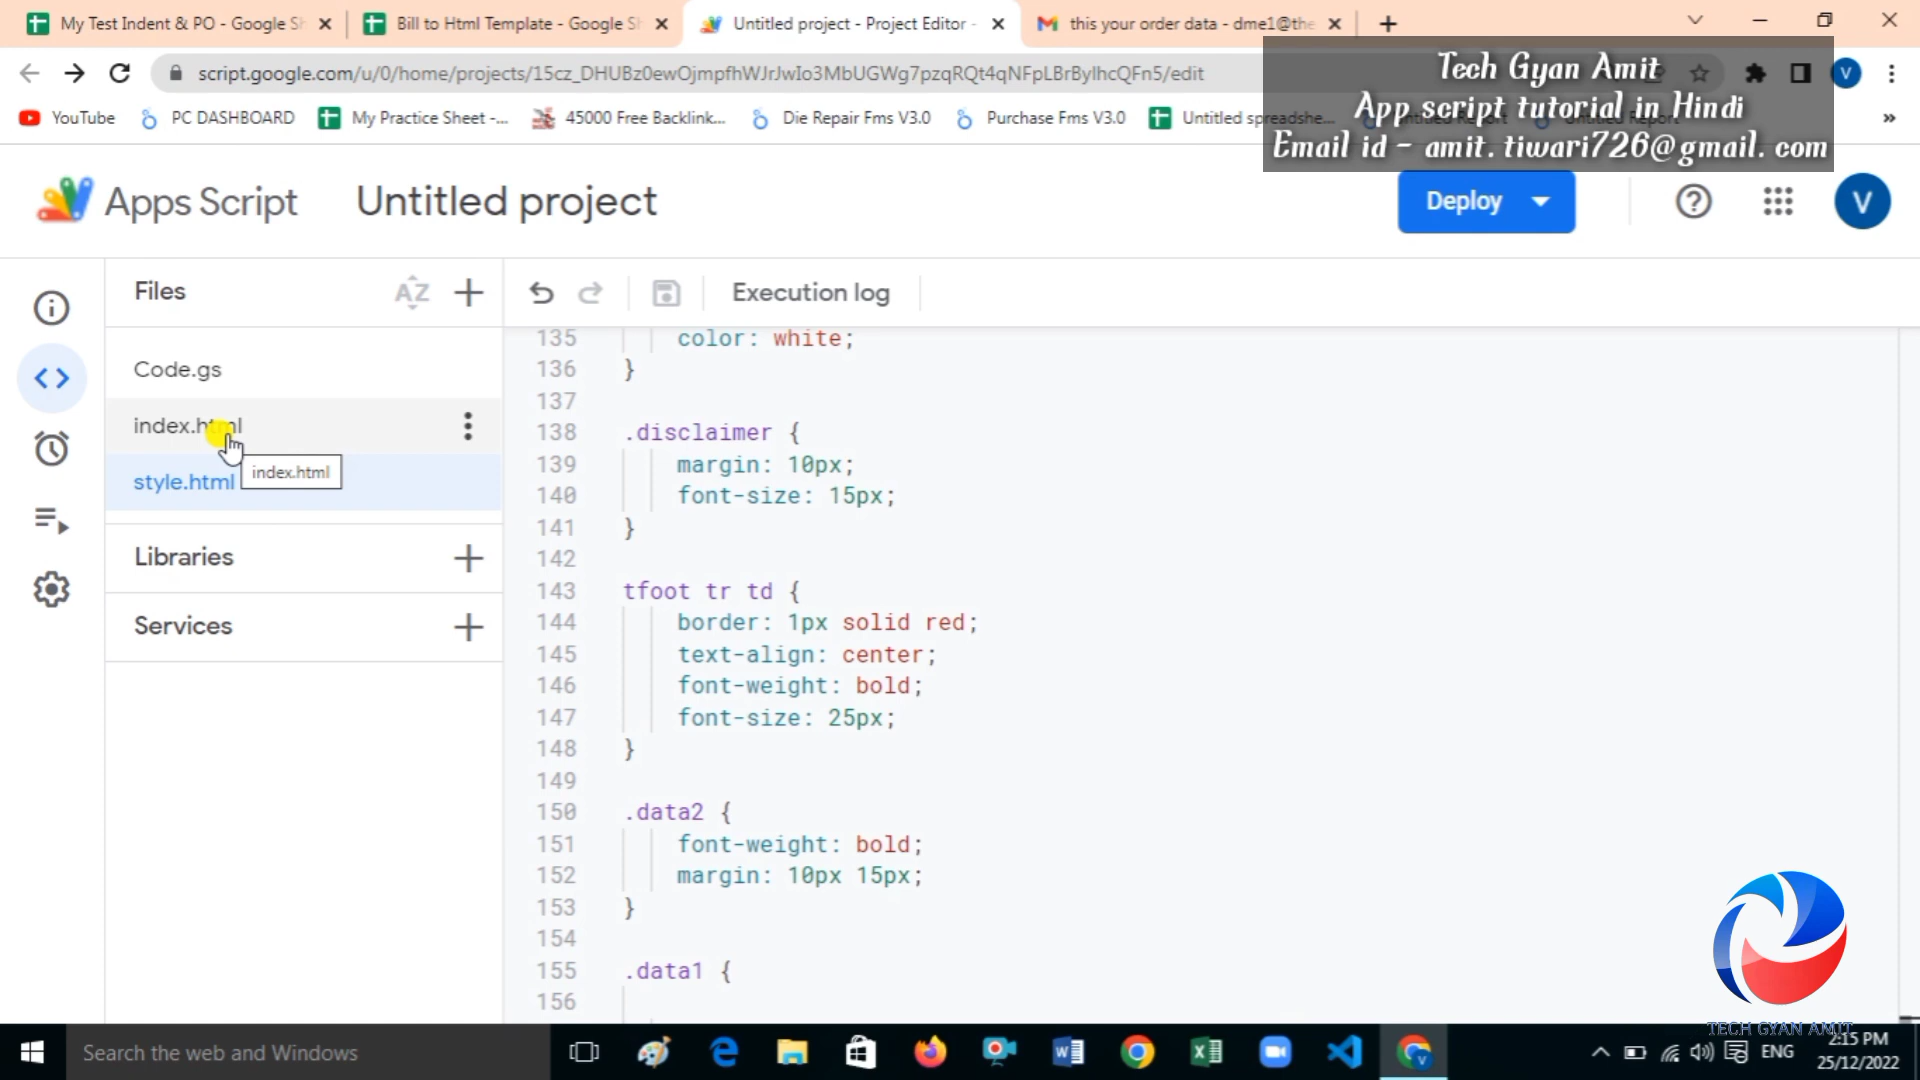 My Test Indent & PO - Google Sh
Bill to Html Template - Google Sh
Untitled project - Project Editor -
this your order data - dme1@the
script.google.com/u/0/home/projects/15cz_DHUBz0ewOjmpfhWJrJwIo3MbUGWg7pzqRQt4qNFpLBrBylhcQFn5/edit
V
Tech Gyan Amit
App script tutorial in Hindi
Email id - amit.tiwari726@gmail.com
YouTube
PC DASHBOARD
My Practice Sheet -...
45000 Free Backlink...
Die Repair Fms V3.0
Purchase Fms V3.0
Untitled spreadshe...
Apps Script
Untitled project
Deploy
V
Files
AZ
Execution log
Code.gs
index.html
index.html
style.html
Libraries
Services
135 color: white;
136 }
137
138 .disclaimer {
139 margin: 10px;
140 font-size: 15px;
141 }
142
143 tfoot tr td {
144 border: 1px solid red;
145 text-align: center;
146 font-weight: bold;
147 font-size: 25px;
148 }
149
150 .data2 {
151 font-weight: bold;
152 margin: 10px 15px;
153 }
154
155 .data1 {
156
TECH GYAN AMIT
Search the web and Windows
ENG
2:15 PM
25/12/2022